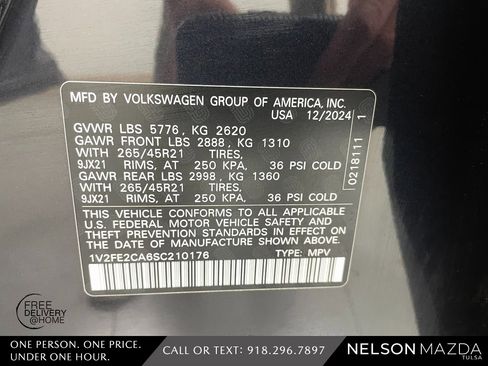 MFD BY VOLKSWAGEN GROUP OF AMERICA, INC.
USA 12/2024
GVWR LBS 5776, KG 2620
GAWR FRONT LBS 2888, KG 1310
WITH 265/45R21 TIRES,
9JX21 RIMS, AT 250 KPA, 36 PSI COLD
GAWR REAR LBS 2998, KG 1360
WITH 265/45R21 TIRES,
9JX21 RIMS, AT 250 KPA, 36 PSI COLD
THIS VEHICLE CONFORMS TO ALL APPLICABLE
U.S. FEDERAL MOTOR VEHICLE SAFETY AND
THEFT PREVENTION STANDARDS IN EFFECT ON
THE DATE OF MANUFACTURE SHOWN ABOVE.
1V2FE2CA6SC210176 TYPE: MPV
0218111 1
FREE
DELIVERY
@HOME
ONE PERSON. ONE PRICE.
UNDER ONE HOUR.
CALL OR TEXT: 918.296.7897
NELSON MAZDA
TULSA